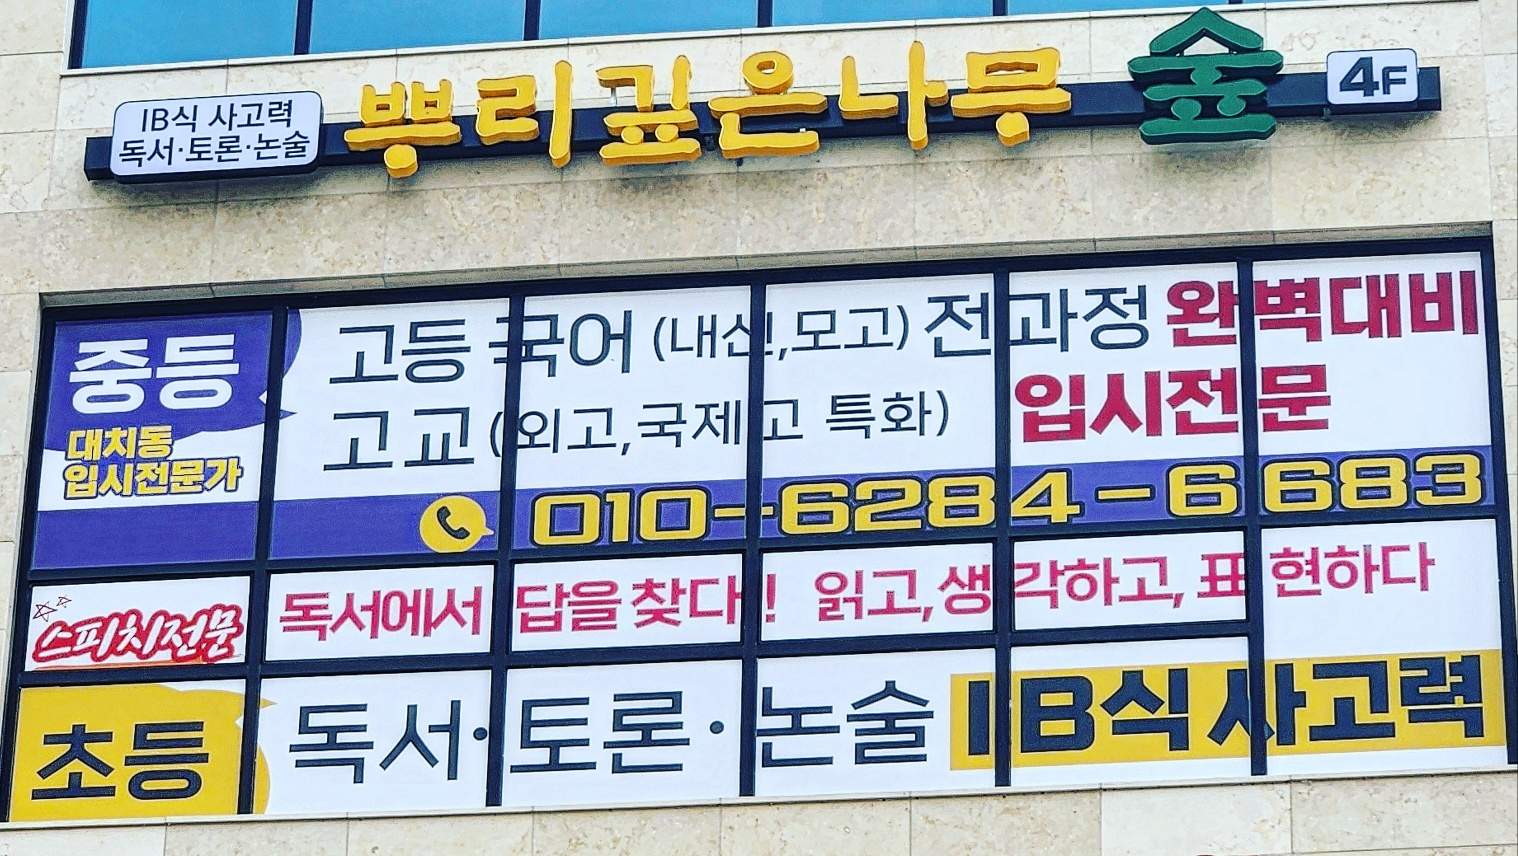 IB식 사고력
독서·토론·논술
뿌리깊은나무 숲 4F
중등 고등 국어 (내신,모고) 전과정 완벽대비
고교 (외고,국제고 특화) 입시전문
대치동
입시전문가
010-6284-6683
스피치전문 독서에서 답을 찾다! 읽고, 생각하고, 표현하다
초등 독서·토론·논술 IB식 사고력